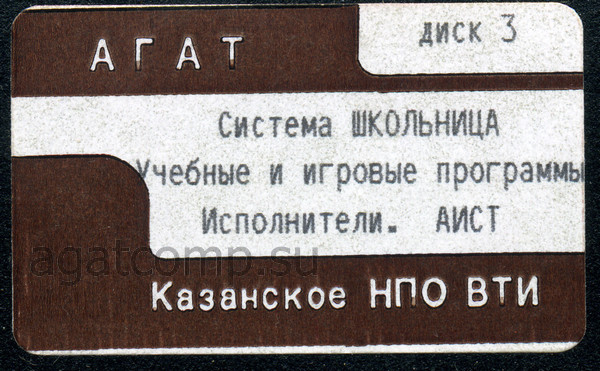 АГАТ
диск 3
Система ШКОЛЬНИЦА
Учебные и игровые программы
Исполнители. АИСТ
agatcomp.su
Казанское НПО ВТИ